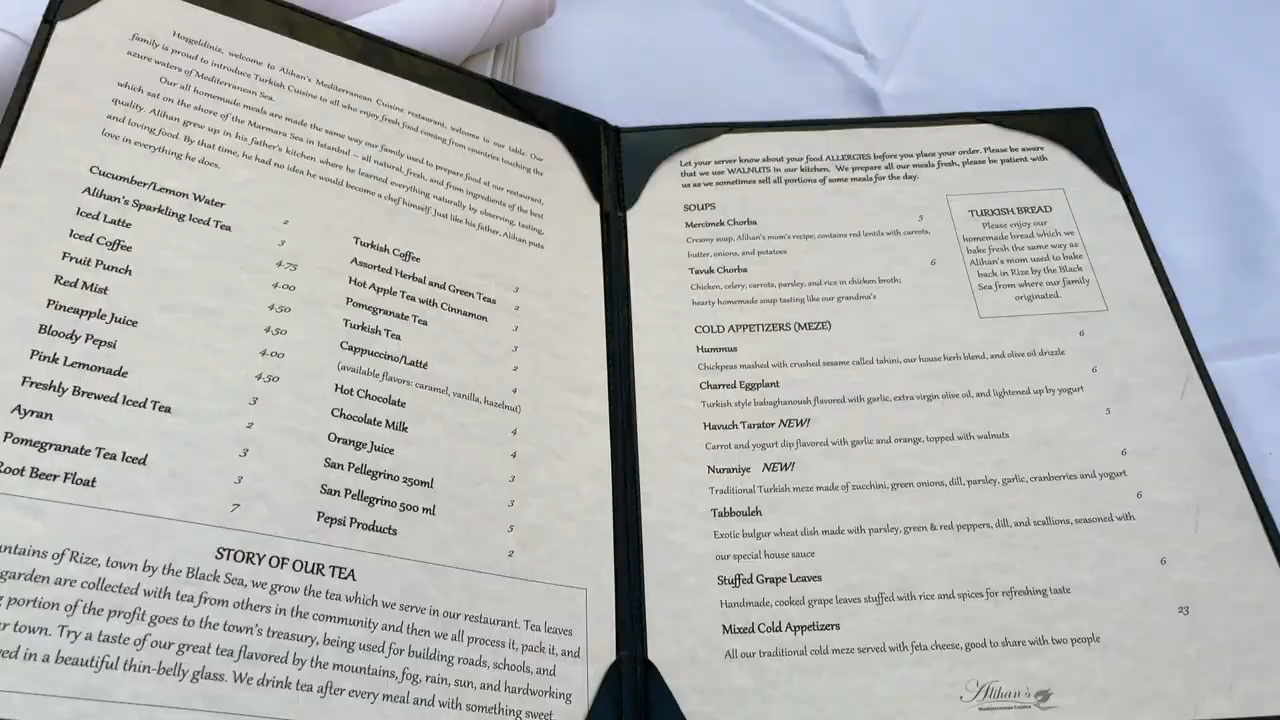 Hoşgeldiniz, welcome to Alihan's Mediterranean Cuisine restaurant, welcome to our table. Our
family is proud to introduce Turkish Cuisine to all who enjoy fresh food coming from countries touching the
azure waters of Mediterranean Sea.
Our all homemade meals are made the same way our family used to prepare food at our restaurant,
which sat on the shore of the Marmara Sea in Istanbul – all natural, fresh, and from ingredients of the best
quality. Alihan grew up in his father's kitchen where he learned everything naturally by observing, tasting,
and loving food. By that time, he had no idea he would become a chef himself. Just like his father, Alihan puts
love in everything he does.
Cucumber/Lemon Water 2
Alihan's Sparkling Iced Tea 3
Iced Latte 4.75
Iced Coffee 4.00
Fruit Punch 4.50
Red Mist 4.50
Pineapple Juice 4.00
Bloody Pepsi 4.50
Pink Lemonade 3
Freshly Brewed Iced Tea 2
Ayran 3
Pomegranate Tea Iced 3
Root Beer Float 7
Turkish Coffee 3
Assorted Herbal and Green Teas 2
Hot Apple Tea with Cinnamon 3
Pomegranate Tea 3
Turkish Tea 2
Cappuccino/Latté 4
(available flavors: caramel, vanilla, hazelnut)
Hot Chocolate 4
Chocolate Milk 4
Orange Juice 3
San Pellegrino 250ml 3
San Pellegrino 500 ml 5
Pepsi Products 2
STORY OF OUR TEA
of Rize, town by the Black Sea, we grow the tea which we serve in our restaurant. Tea leaves
garden are collected with tea from others in the community and then we all process it, pack it, and
portion of the profit goes to the town's treasury, being used for building roads, schools, and
town. Try a taste of our great tea flavored by the mountains, fog, rain, sun, and hardworking
in a beautiful thin-belly glass. We drink tea after every meal and with something sweet.
Let your server know about your food ALLERGIES before you place your order. Please be aware
that we use WALNUTS in our kitchen. We prepare all our meals fresh, please be patient with
us as we sometimes sell all portions of some meals for the day.
SOUPS
Mercimek Chorba 5
Creamy soup, Alihan's mom's recipe; contains red lentils with carrots,
butter, onions, and potatoes
Tavuk Chorba 6
Chicken, celery, carrots, parsley, and rice in chicken broth;
hearty homemade soup tasting like our grandma's
TURKISH BREAD
Please enjoy our
homemade bread which we
bake fresh the same way as
Alihan's mom used to bake
back in Rize by the Black
Sea from where our family
originated.
COLD APPETIZERS (MEZE)
Hummus 6
Chickpeas mashed with crushed sesame called tahini, our house herb blend, and olive oil drizzle
Charred Eggplant 6
Turkish style babaghanoush flavored with garlic, extra virgin olive oil, and lightened up by yogurt
Havuch Tarator NEW! 5
Carrot and yogurt dip flavored with garlic and orange, topped with walnuts
Nuraniye NEW! 6
Traditional Turkish meze made of zucchini, green onions, dill, parsley, garlic, cranberries and yogurt
Tabbouleh 6
Exotic bulgur wheat dish made with parsley, green & red peppers, dill, and scallions, seasoned with
our special house sauce
Stuffed Grape Leaves 6
Handmade, cooked grape leaves stuffed with rice and spices for refreshing taste
Mixed Cold Appetizers 23
All our traditional cold meze served with feta cheese, good to share with two people
Alihan's
Mediterranean Cuisine